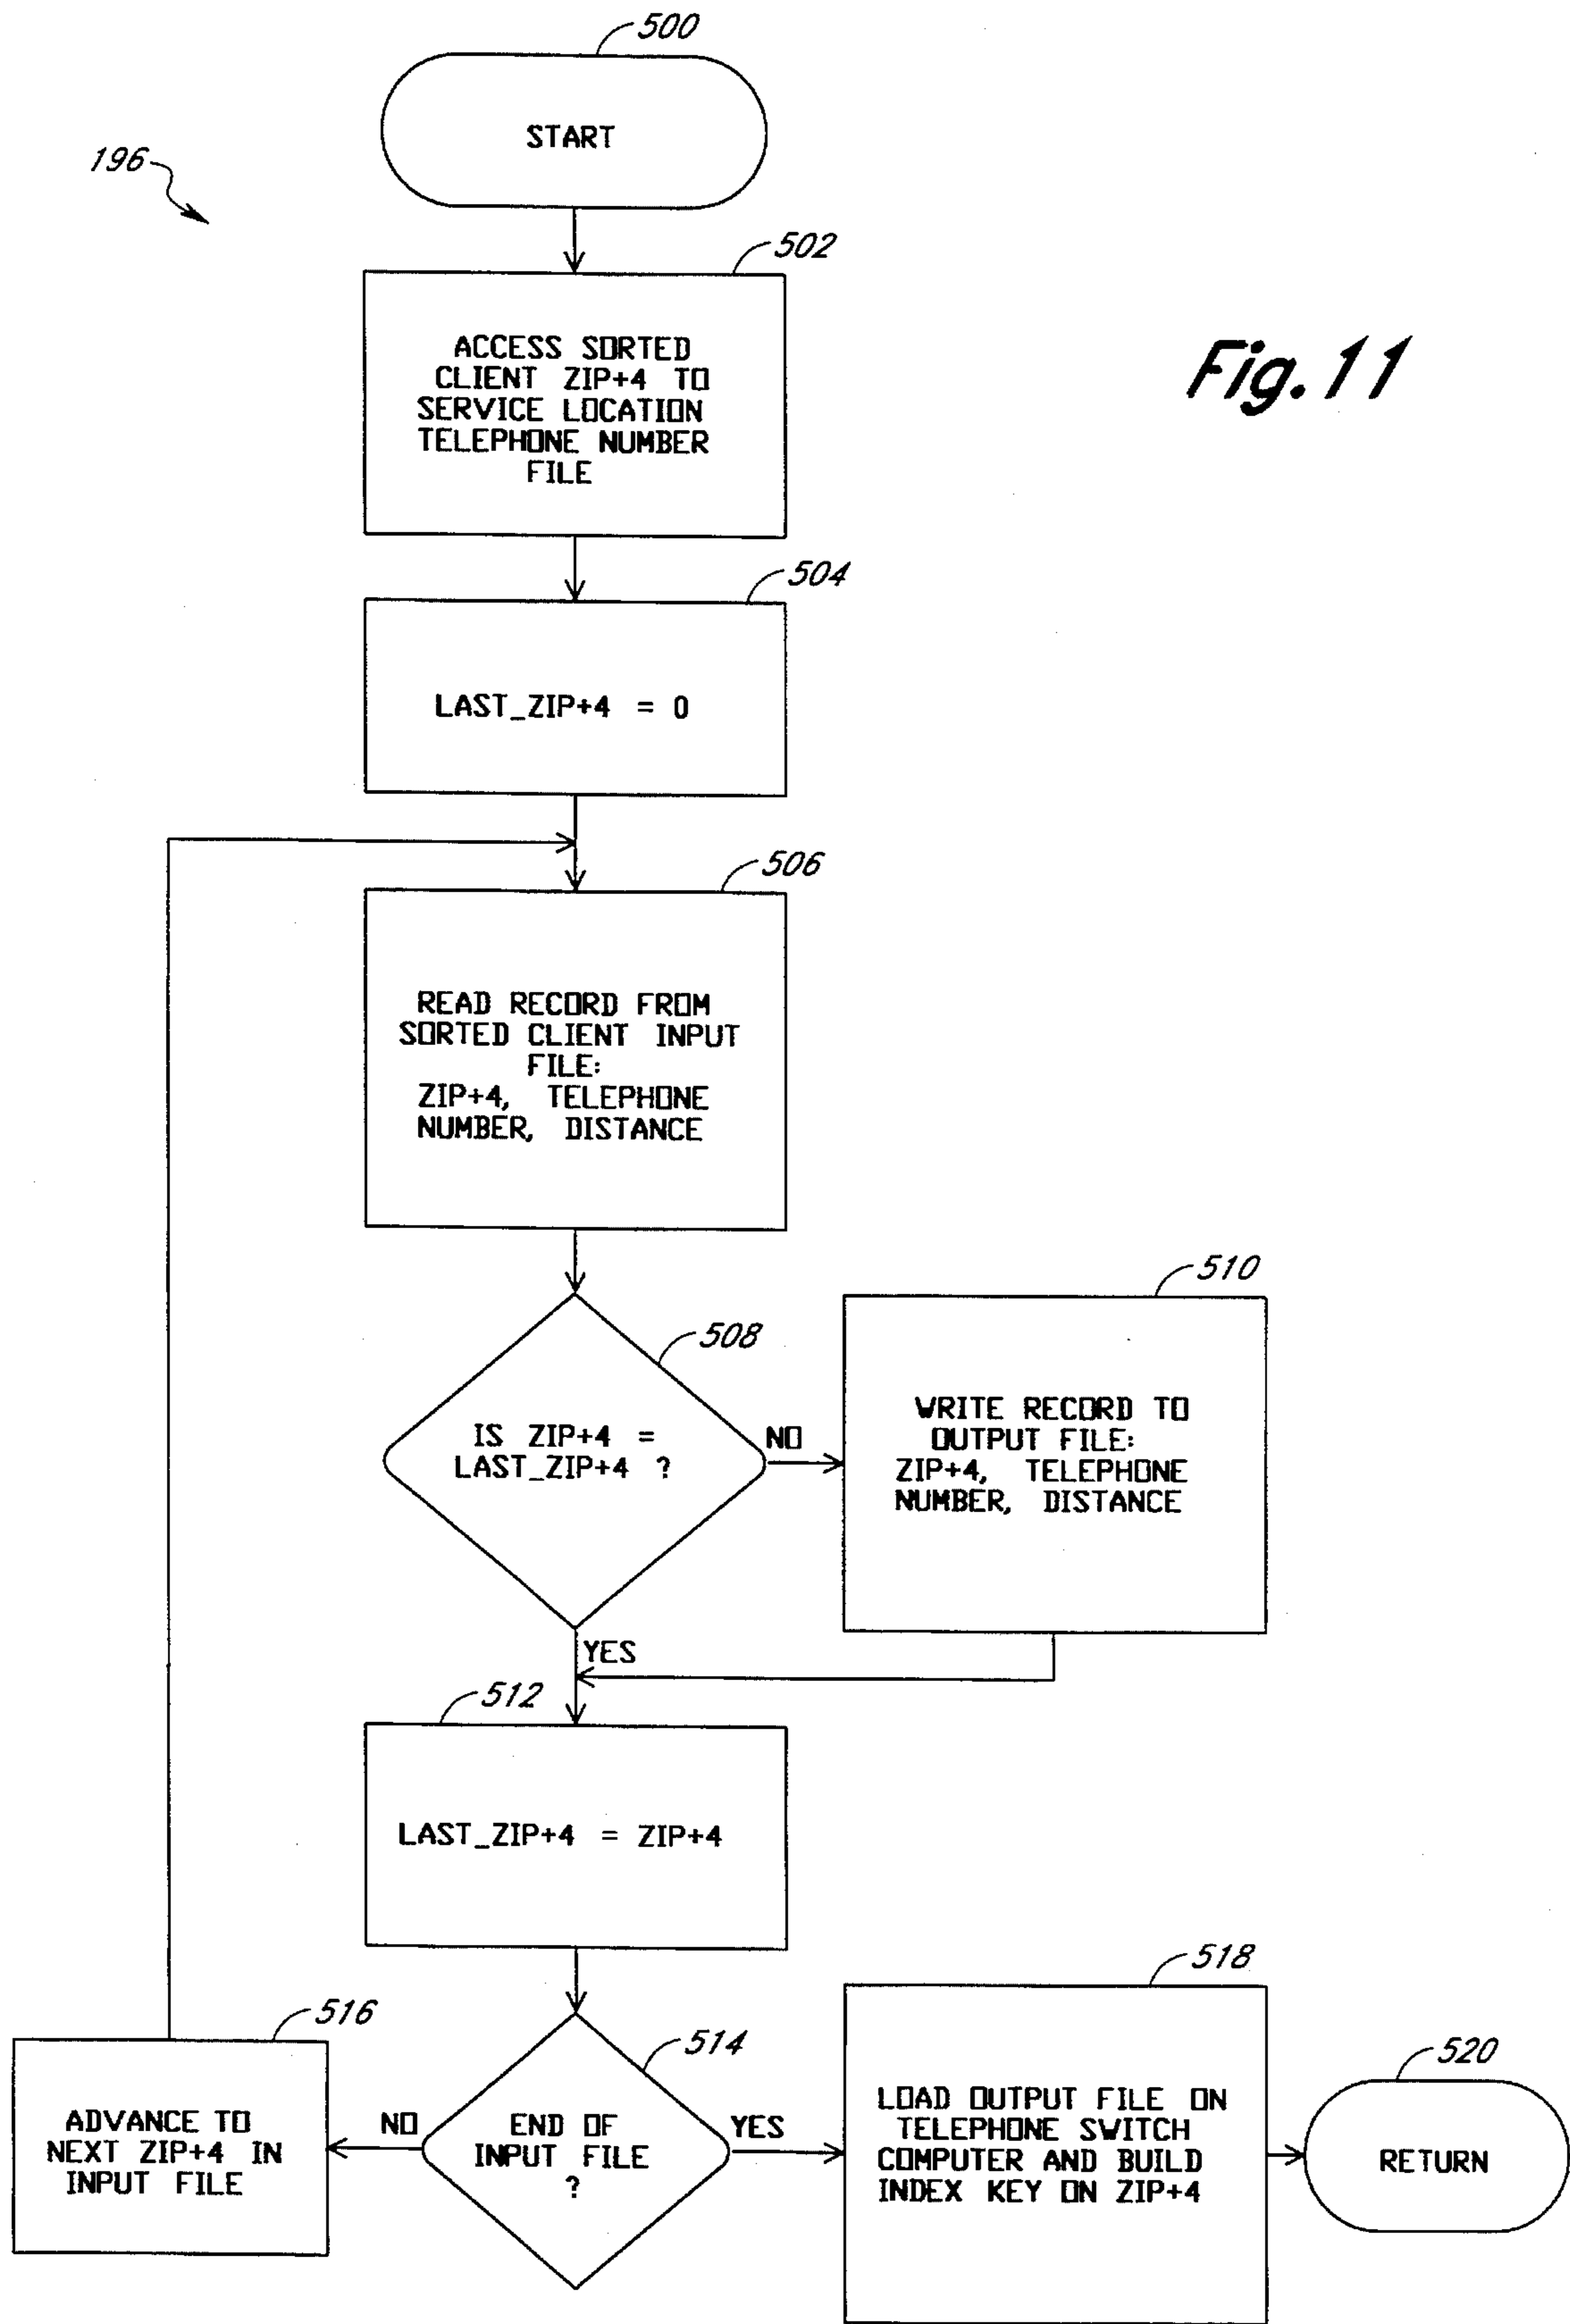 500
START
196
502
ACCESS SORTED
CLIENT ZIP+4 TO
SERVICE LOCATION
TELEPHONE NUMBER
FILE
Fig. 11
504
LAST_ZIP+4 = 0
506
READ RECORD FROM
SORTED CLIENT INPUT
FILE:
ZIP+4, TELEPHONE
NUMBER, DISTANCE
508
IS ZIP+4 =
LAST_ZIP+4 ?
NO
510
WRITE RECORD TO
OUTPUT FILE:
ZIP+4, TELEPHONE
NUMBER, DISTANCE
YES
512
LAST_ZIP+4 = ZIP+4
514
END OF
INPUT FILE
?
NO
516
ADVANCE TO
NEXT ZIP+4 IN
INPUT FILE
YES
518
LOAD OUTPUT FILE ON
TELEPHONE SWITCH
COMPUTER AND BUILD
INDEX KEY ON ZIP+4
520
RETURN